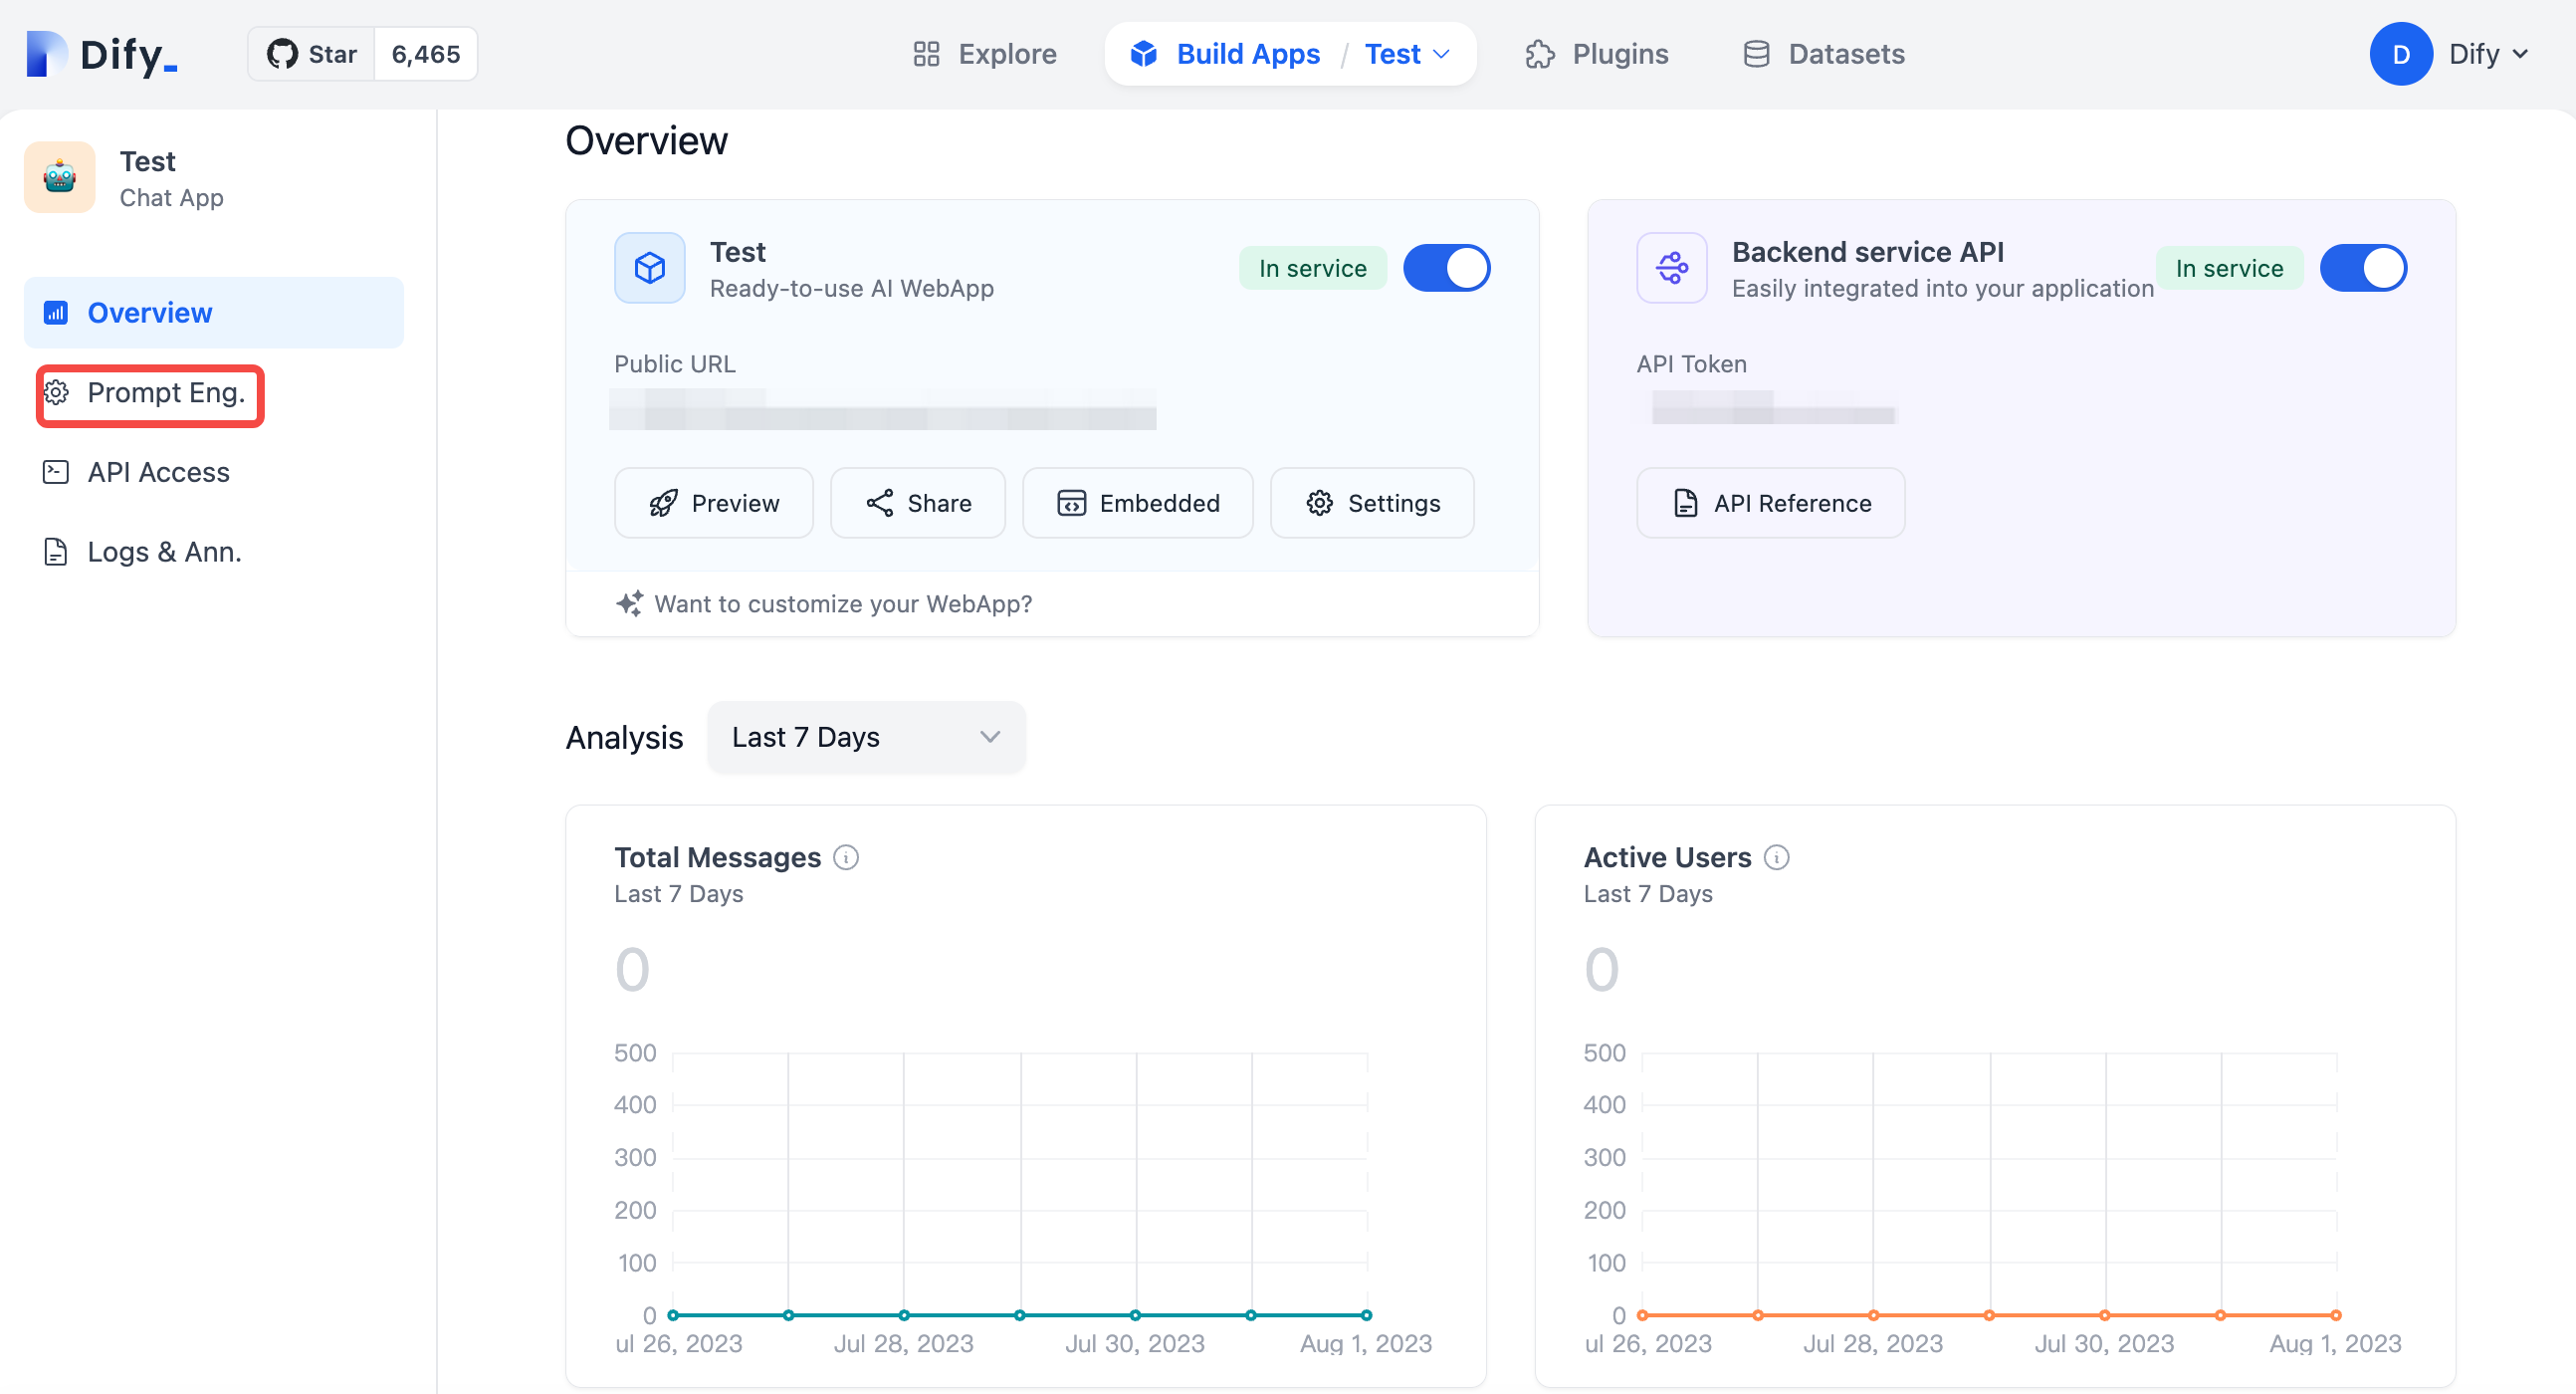 Dify_
Star 6,465
Explore
Build Apps / Test
Plugins
Datasets
D Dify
Test
Chat App
Overview
Prompt Eng.
API Access
Logs & Ann.
Overview
Test
Ready-to-use AI WebApp
In service
Public URL
Preview
Share
Embedded
Settings
Want to customize your WebApp?
Backend service API
Easily integrated into your application
In service
API Token
API Reference
Analysis
Last 7 Days
Total Messages
Last 7 Days
0
500
400
300
200
100
0
ul 26, 2023 Jul 28, 2023 Jul 30, 2023 Aug 1, 2023
Active Users
Last 7 Days
0
500
400
300
200
100
0
ul 26, 2023 Jul 28, 2023 Jul 30, 2023 Aug 1, 2023